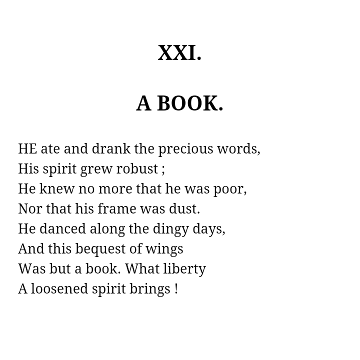 XXI.
A BOOK.
HE ate and drank the precious words,
His spirit grew robust ;
He knew no more that he was poor,
Nor that his frame was dust.
He danced along the dingy days,
And this bequest of wings
Was but a book. What liberty
A loosened spirit brings !